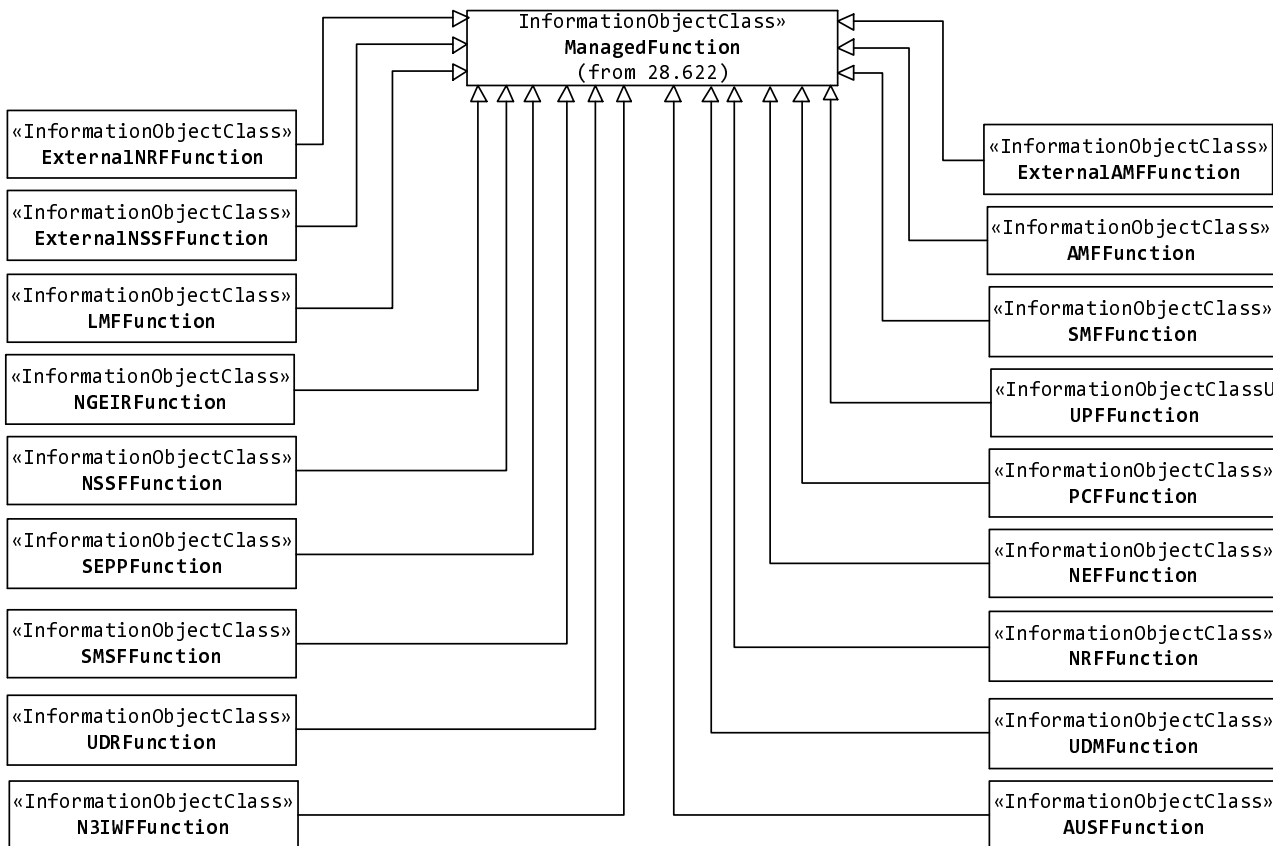 InformationObjectClass»
ManagedFunction
(from 28.622)
«InformationObjectClass»
ExternalNRFFunction
«InformationObjectClass»
ExternalNSSFFunction
«InformationObjectClass»
LMFFunction
«InformationObjectClass»
NGEIRFunction
«InformationObjectClass»
NSSFFunction
«InformationObjectClass»
SEPPFunction
«InformationObjectClass»
SMSFFunction
«InformationObjectClass»
UDRFunction
«InformationObjectClass»
N3IWFFunction
«InformationObjectClass»
ExternalAMFFunction
«InformationObjectClass»
AMFFunction
«InformationObjectClass»
SMFFunction
«InformationObjectClassU
UPFFunction
«InformationObjectClass»
PCFFunction
«InformationObjectClass»
NEFFunction
«InformationObjectClass»
NRFFunction
«InformationObjectClass»
UDMFunction
«InformationObjectClass»
AUSFFunction